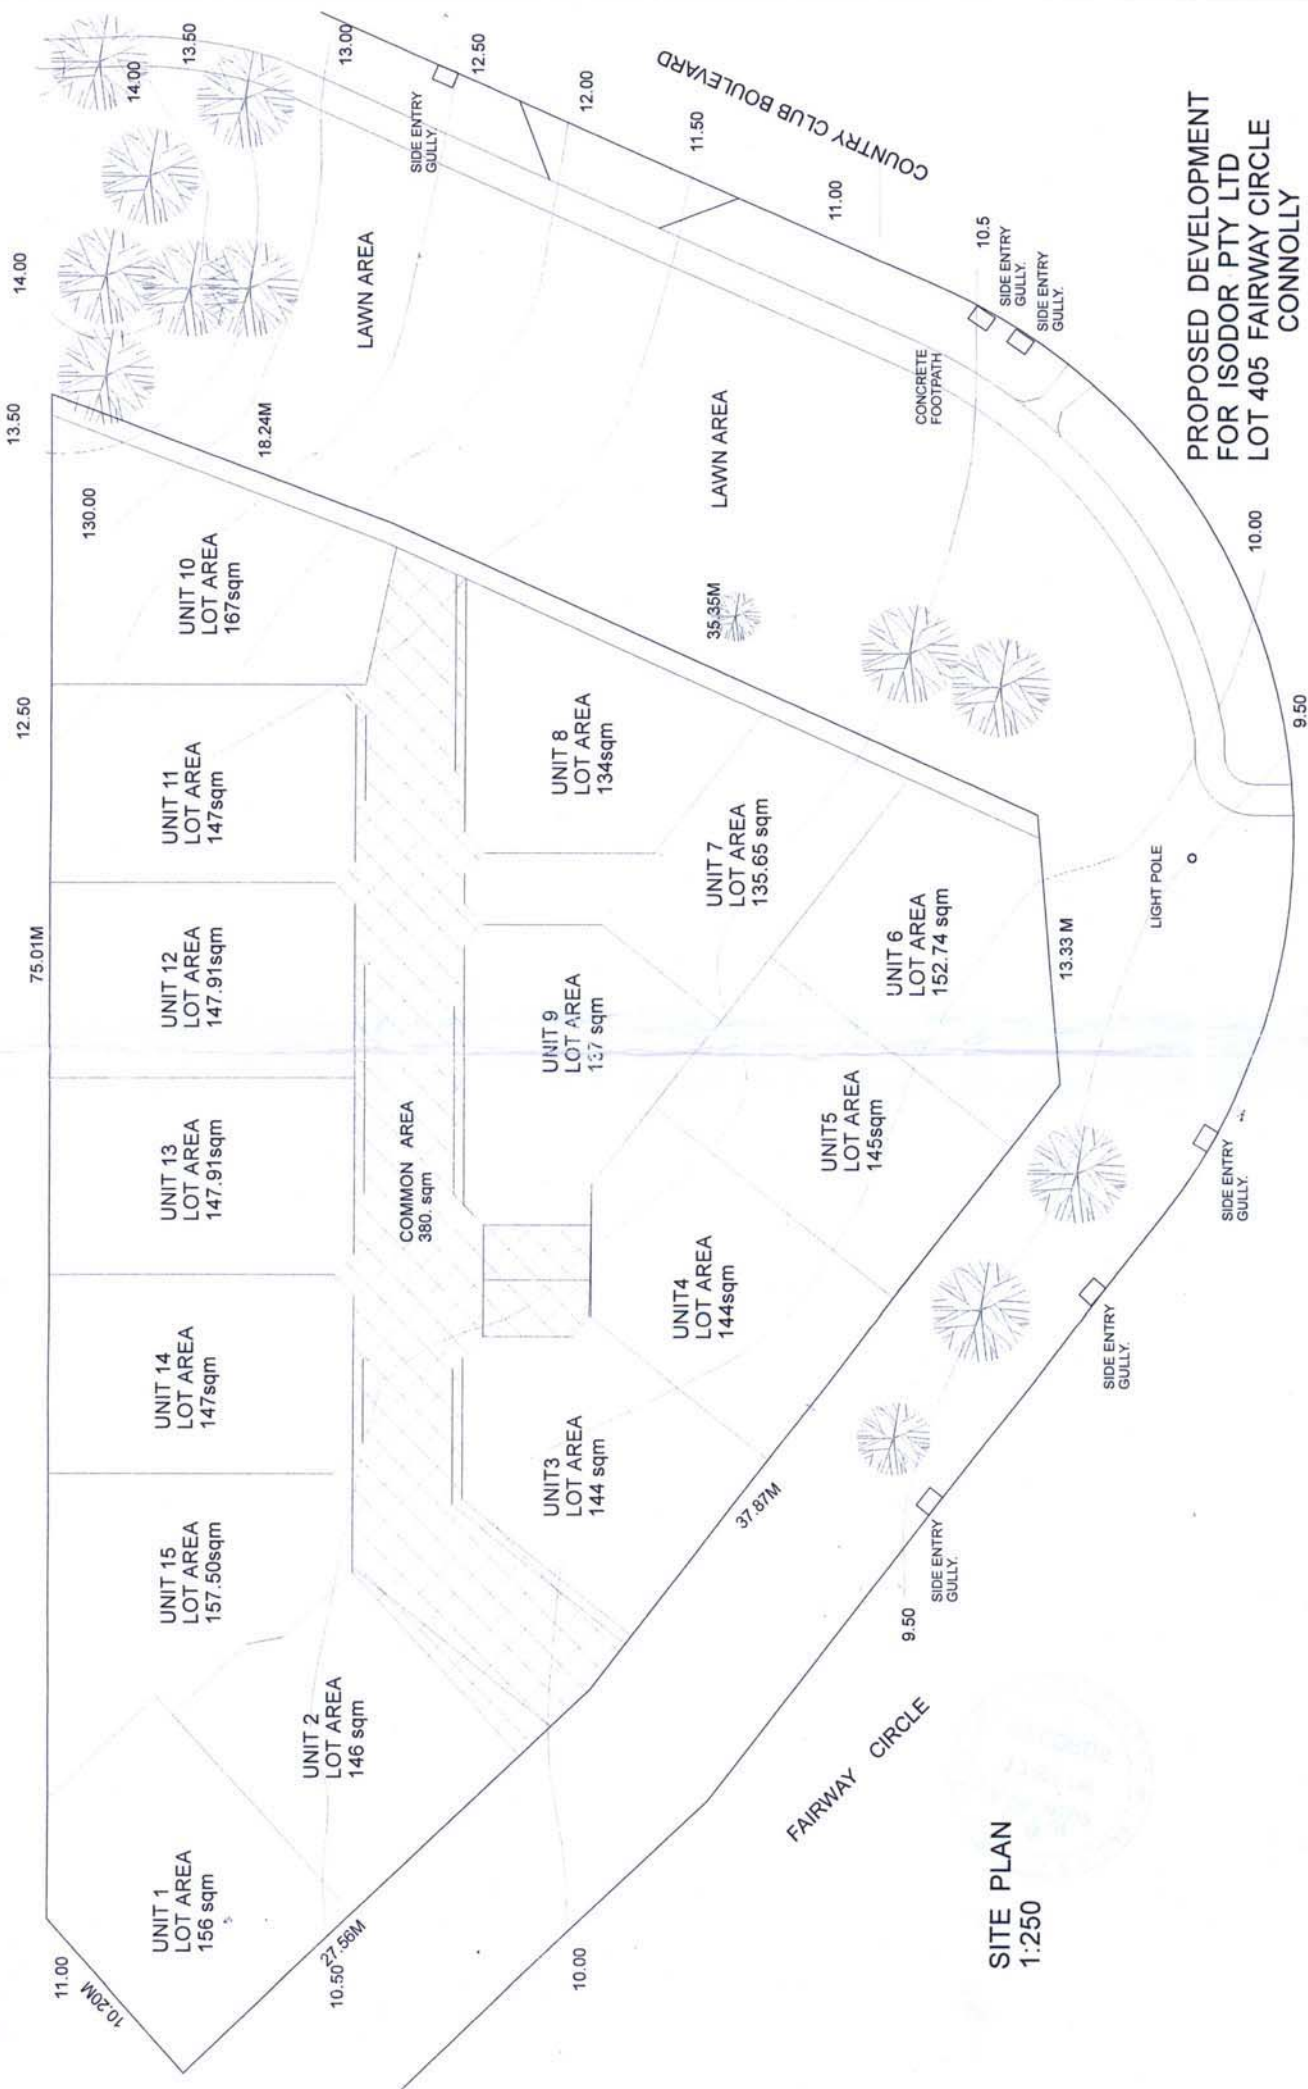 14.00
13.50
12.50
75.01M
11.00
10.20M
13.50
14.00
13.00
12.50
12.00
11.50
11.00
10.5
10.00
9.50
SIDE ENTRY
GULLY.
COUNTRY CLUB BOULEVARD
LAWN AREA
18.24M
130.00
UNIT 10
LOT AREA
167sqm
UNIT 11
LOT AREA
147sqm
UNIT 12
LOT AREA
147.91sqm
UNIT 13
LOT AREA
147.91sqm
UNIT 14
LOT AREA
147sqm
UNIT 15
LOT AREA
157.50sqm
UNIT 1
LOT AREA
156 sqm
UNIT 2
LOT AREA
146 sqm
COMMON AREA
380. sqm
UNIT3
LOT AREA
144 sqm
UNIT4
LOT AREA
144sqm
UNIT5
LOT AREA
145sqm
UNIT 6
LOT AREA
152.74 sqm
UNIT 7
LOT AREA
135.65 sqm
UNIT 8
LOT AREA
134sqm
UNIT 9
LOT AREA
137 sqm
LAWN AREA
35.35M
CONCRETE
FOOTPATH
SIDE ENTRY
GULLY.
SIDE ENTRY
GULLY.
13.33 M
LIGHT POLE
SIDE ENTRY
GULLY.
SIDE ENTRY
GULLY.
SIDE ENTRY
GULLY.
37.87M
9.50
27.56M
10.50
10.00
FAIRWAY CIRCLE
SITE PLAN
1:250
PROPOSED DEVELOPMENT
FOR ISODOR PTY LTD
LOT 405 FAIRWAY CIRCLE
CONNOLLY